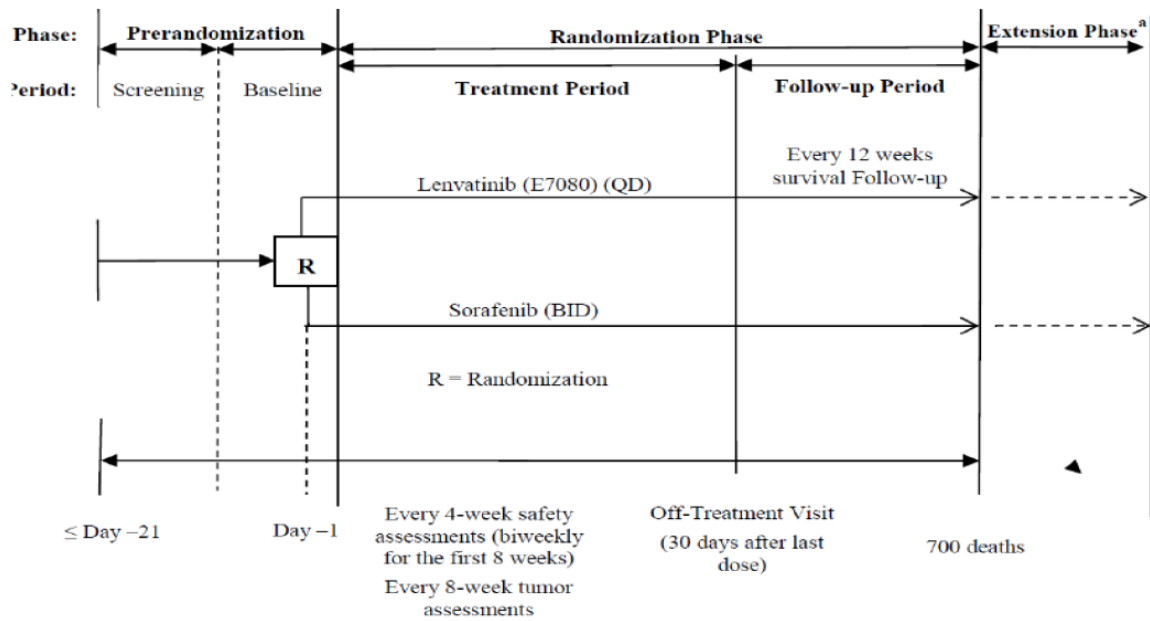 Phase: Prerandomization Randomization Phase Extension Phase a
Period: Screening Baseline Treatment Period Follow-up Period
Every 12 weeks
survival Follow-up
Lenvatinib (E7080) (QD)
R
Sorafenib (BID)
R = Randomization
≤ Day −21
Day −1
Every 4-week safety
assessments (biweekly
for the first 8 weeks)
Every 8-week tumor
assessments
Off-Treatment Visit
(30 days after last
dose)
700 deaths